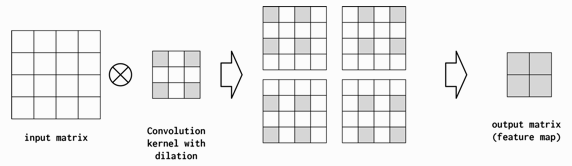 input matrix
Convolution
kernel with
dilation
output matrix
(feature map)